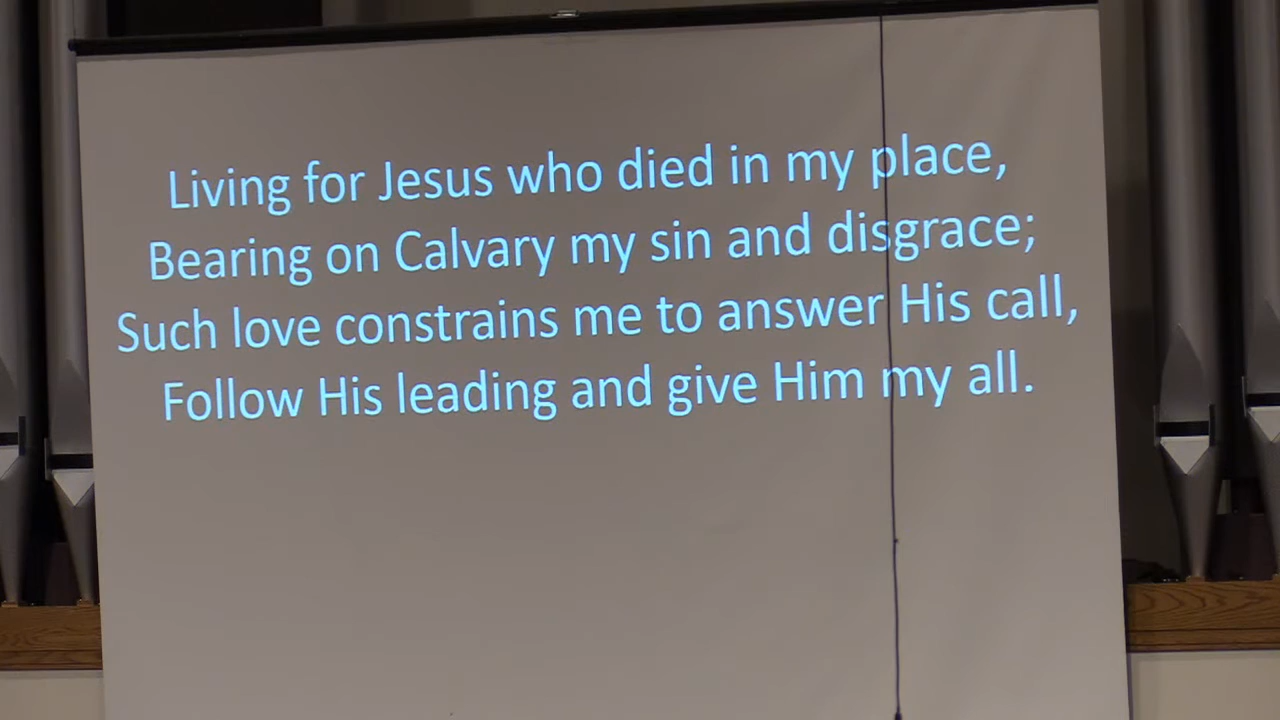 Living for Jesus who died in my place,
Bearing on Calvary my sin and disgrace;
Such love constrains me to answer His call,
Follow His leading and give Him my all.